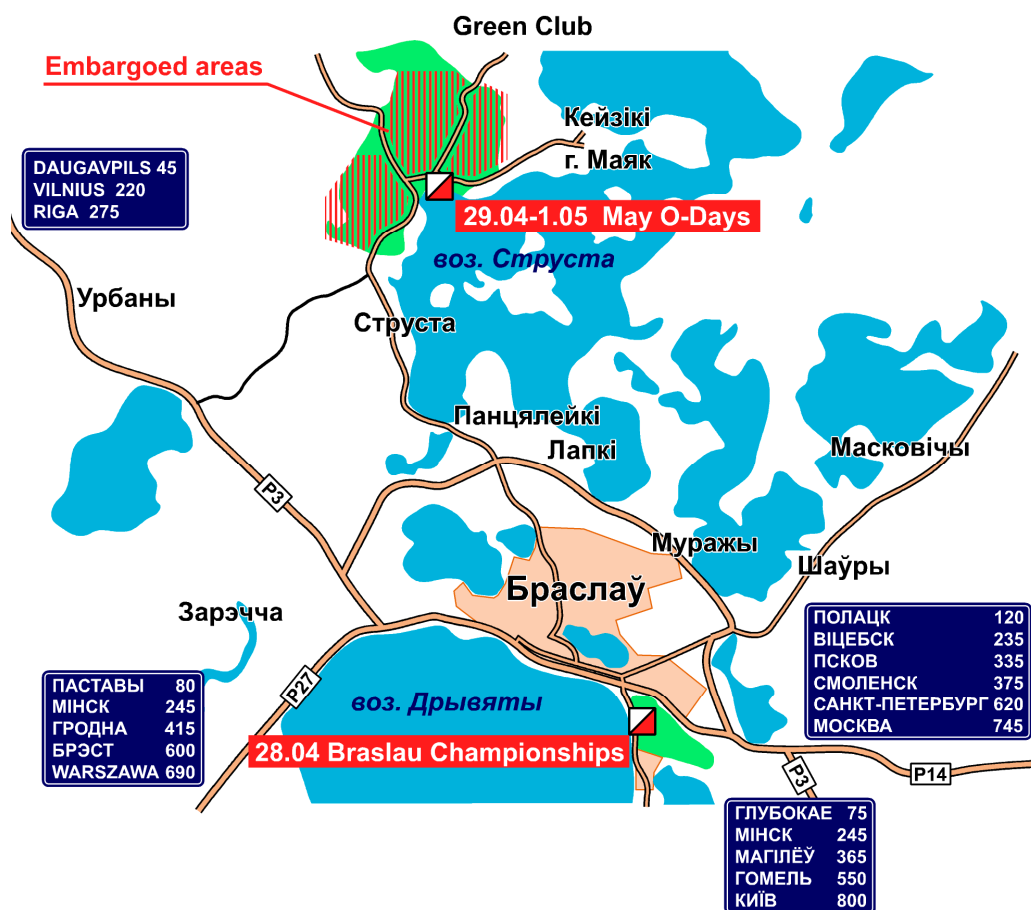 Green Club
Embargoed areas
Кейзікі
г. Маяк
DAUGAVPILS 45
VILNIUS 220
RIGA 275
29.04-1.05 May O-Days
воз. Струста
Урбаны
Струста
Панцялейкі
Лапкі
Масковічы
P3
Муражы
Шаўры
Браслаў
Зарэчча
ПОЛАЦК 120
ВІЦЕБСК 235
ПСКОВ 335
СМОЛЕНСК 375
САНКТ-ПЕТЕРБУРГ 620
МОСКВА 745
ПАСТАВЫ 80
МІНСК 245
ГРОДНА 415
БРЭСТ 600
WARSZAWA 690
P27
воз. Дрывяты
28.04 Braslau Championships
P3
P14
ГЛУБОКАЕ 75
МІНСК 245
МАГІЛЁЎ 365
ГОМЕЛЬ 550
КИЇВ 800